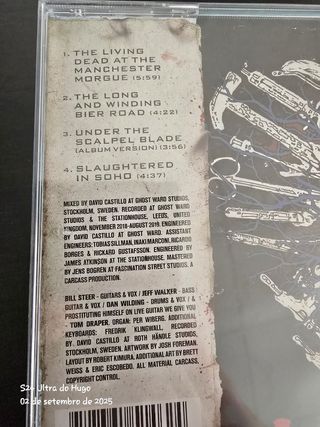 1. THE LIVING
DEAD AT THE
MANCHESTER
MORGUE (5:59)
2. THE LONG
AND WINDING
BIER ROAD (4:22)
3. UNDER THE
SCALPEL BLADE
(ALBUM VERSION) (3:56)
4. SLAUGHTERED
IN SOHO (4:37)
MIXED BY DAVID CASTILLO AT GHOST WARD STUDIOS,
STOCKHOLM, SWEDEN. RECORDED AT GHOST WARD
STUDIOS & THE STATIONHOUSE, LEEDS, UNITED
KINGDOM, NOVEMBER 2018-AUGUST 2019. ENGINEERED
BY DAVID CASTILLO AT GHOST WARD. ASSISTANT
ENGINEERS: TOBIAS SILLMAN, INAKI MARCONI, RICARDO
BORGES & RICKARD GUSTAFSSON. ENGINEERED BY
JAMES ATKINSON AT THE STATIONHOUSE. MASTERED
BY JENS BOGREN AT FASCINATION STREET STUDIOS. A
CARCASS PRODUCTION.
BILL STEER - GUITARS & VOX / JEFF WALKER - BASS
GUITAR & VOX / DAN WILDING - DRUMS & VOX / &
PROSTITUTING HIMSELF ON LIVE GUITAR WE GIVE YOU
- TOM DRAPER. ORGAN: PER WIBERG. ADDITIONAL
KEYBOARDS: FREDRIK KLINGWALL. RECORDED
BY. DAVID CASTILLO AT ROTH HÄNDLE STUDIOS,
STOCKHOLM, SWEDEN. ARTWORK BY JOSH FOREMAN.
LAYOUT BY ROBERT KIMURA, ADDITIONAL ART BY BRETT
WEISS & ERIC ESCOBEDO. ALL MATERIAL CARCASS,
COPYRIGHT CONTROL.
S24 Ultra do Hugo
02 de setembro de 2025